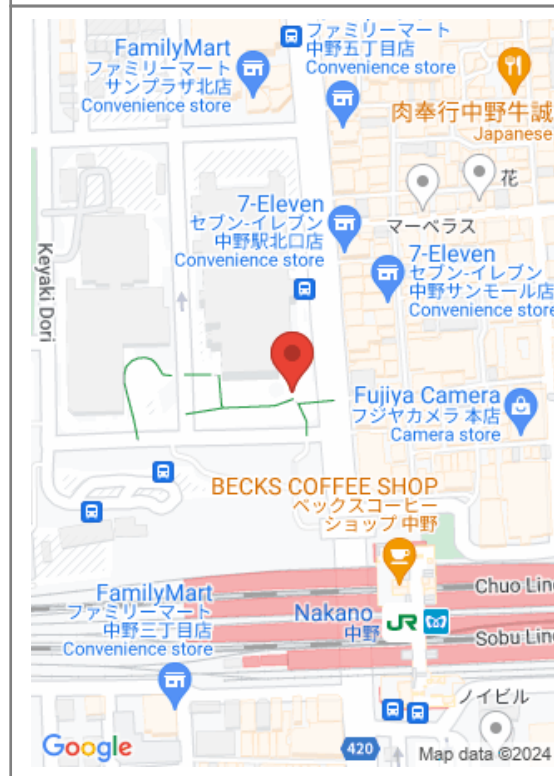 FamilyMart
ファミリーマート
サンプラザ北店
Convenience store
ファミリーマート
中野五丁目店
Convenience store
肉奉行中野牛誠
Japanese
花
マーベラス
7-Eleven
セブン-イレブン
中野駅北口店
Convenience store
7-Eleven
セブン-イレブン
中野サンモール店
Convenience store
Keyaki Dori
Fujiya Camera
フジヤカメラ 本店
Camera store
BECKS COFFEE SHOP
ベックスコーヒー
ショップ 中野
Chuo Line
FamilyMart
ファミリーマート
中野三丁目店
Convenience store
Nakano
中野
JR
Sobu Line
ノイビル
Google
420
Map data ©2024